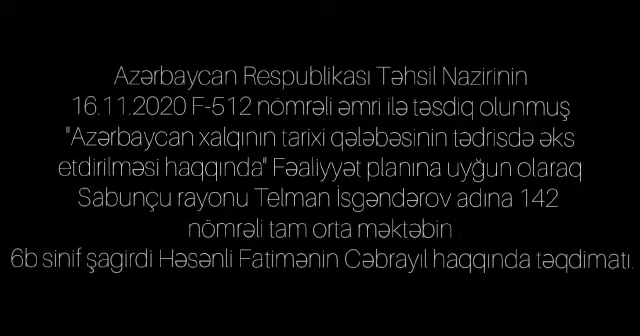 Azərbaycan Respublikası Təhsil Nazirinin
16.11.2020 F-512 nömrəli əmri ilə təsdiq olunmuş
"Azərbaycan xalqının tarixi qələbəsinin tədrisdə əks
etdirilməsi haqqında" Fəaliyyət planına uyğun olaraq
Sabunçu rayonu Telman İsgəndərov adına 142
nömrəli tam orta məktəbin
6b sinif şagirdi Həsənli Fatimənin Cəbrayıl haqqında təqdimatı.